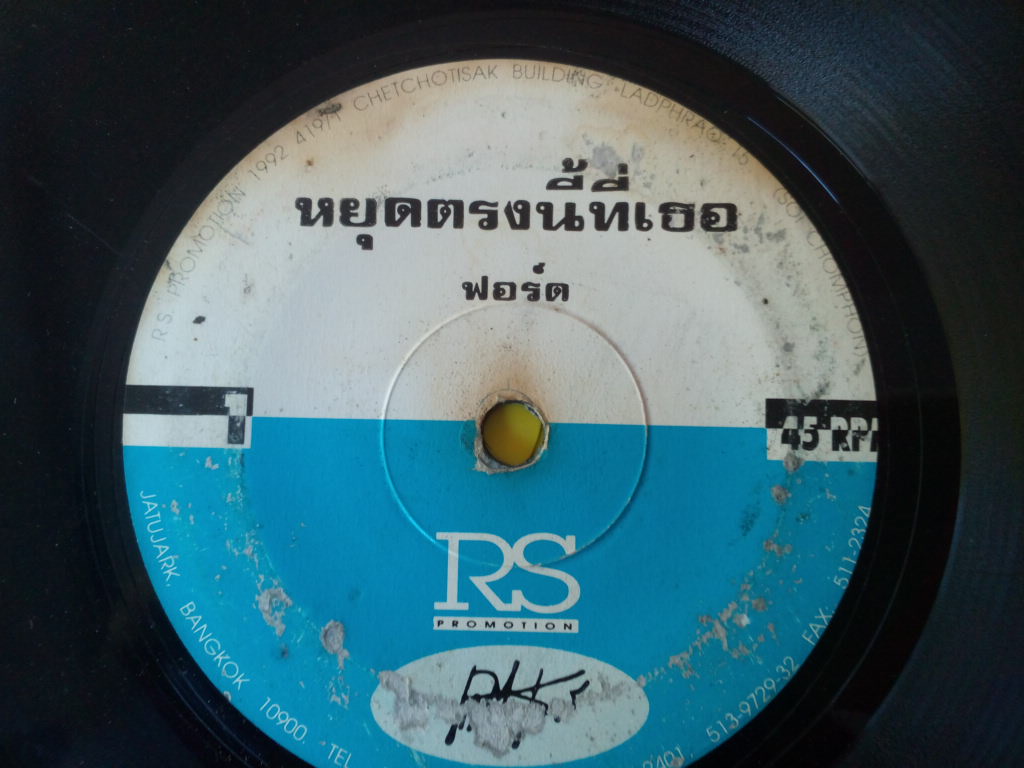 R.S. PROMOTION 1992 419/1 CHETCHOTISAK BUILDING, LADPHRAO 15 (SOI CHOMPHON)
หยุดตรงนี้ที่เธอ
ฟอร์ด
1
45 RPM
RS
PROMOTION
JATUJARK, BANGKOK 10900. TEL
513-9729-32 FAX. 511-2324